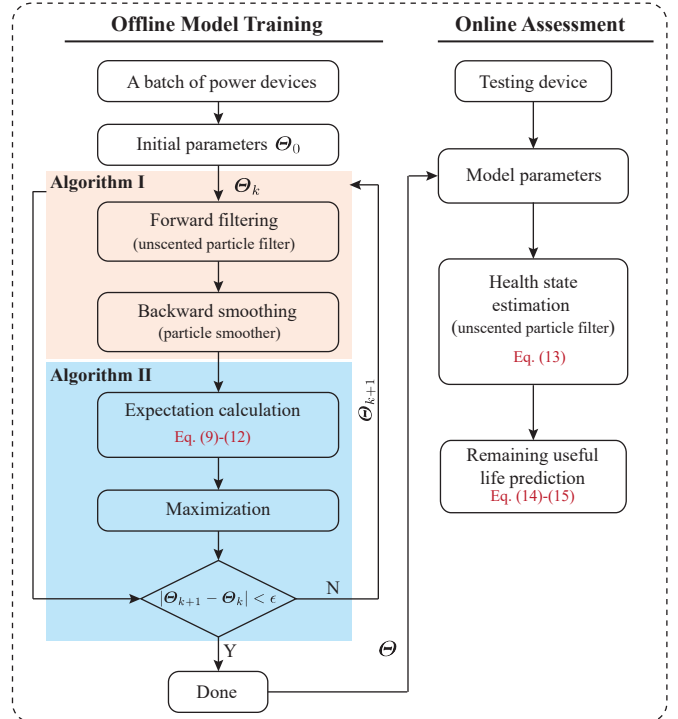 Offline Model Training
A batch of power devices
Initial parameters Θ₀
Algorithm I
Θₖ
Forward filtering
(unscented particle filter)
Backward smoothing
(particle smoother)
Algorithm II
Expectation calculation
Eq. (9)-(12)
Maximization
|Θₖ₊₁ − Θₖ| < ϵ
N
Θₖ₊₁
Y
Done
Θ
Online Assessment
Testing device
Model parameters
Health state
estimation
(unscented particle filter)
Eq. (13)
Remaining useful
life prediction
Eq. (14)-(15)